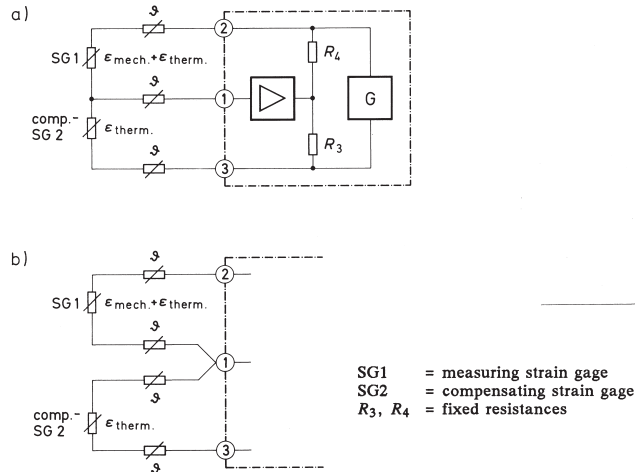 a)
ϑ
2
SG1
ε mech. + ε therm.
R4
ϑ
1
G
comp.-
SG 2
ε therm.
R3
ϑ
3
b)
ϑ
2
SG1
ε mech. + ε therm.
ϑ
1
ϑ
comp.-
SG 2
ε therm.
3
ϑ
SG1 = measuring strain gage
SG2 = compensating strain gage
R3, R4 = fixed resistances